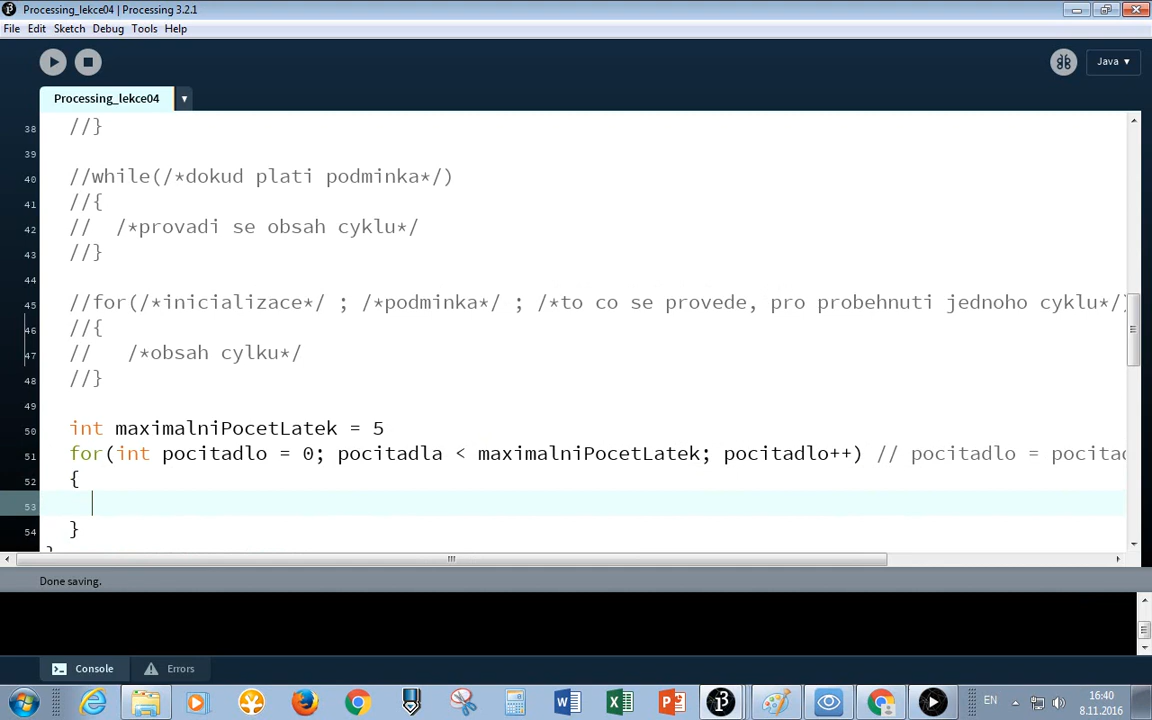 Processing_lekce04 | Processing 3.2.1
File Edit Sketch Debug Tools Help
Java ▾
Processing_lekce04 ▾
38 //}
39
40 //while(/*dokud plati podminka*/)
41 //{
42 //  /*provadi se obsah cyklu*/
43 //}
44
45 //for(/*inicializace*/ ; /*podminka*/ ; /*to co se provede, pro probehnuti jednoho cyklu*/)
46 //{
47 //   /*obsah cylku*/
48 //}
49
50 int maximalniPocetLatek = 5
51 for(int pocitadlo = 0; pocitadla < maximalniPocetLatek; pocitadlo++) // pocitadlo = pocitad
52 {
53
54 }
Done saving.
Console Errors
EN 16:40
8.11.2016